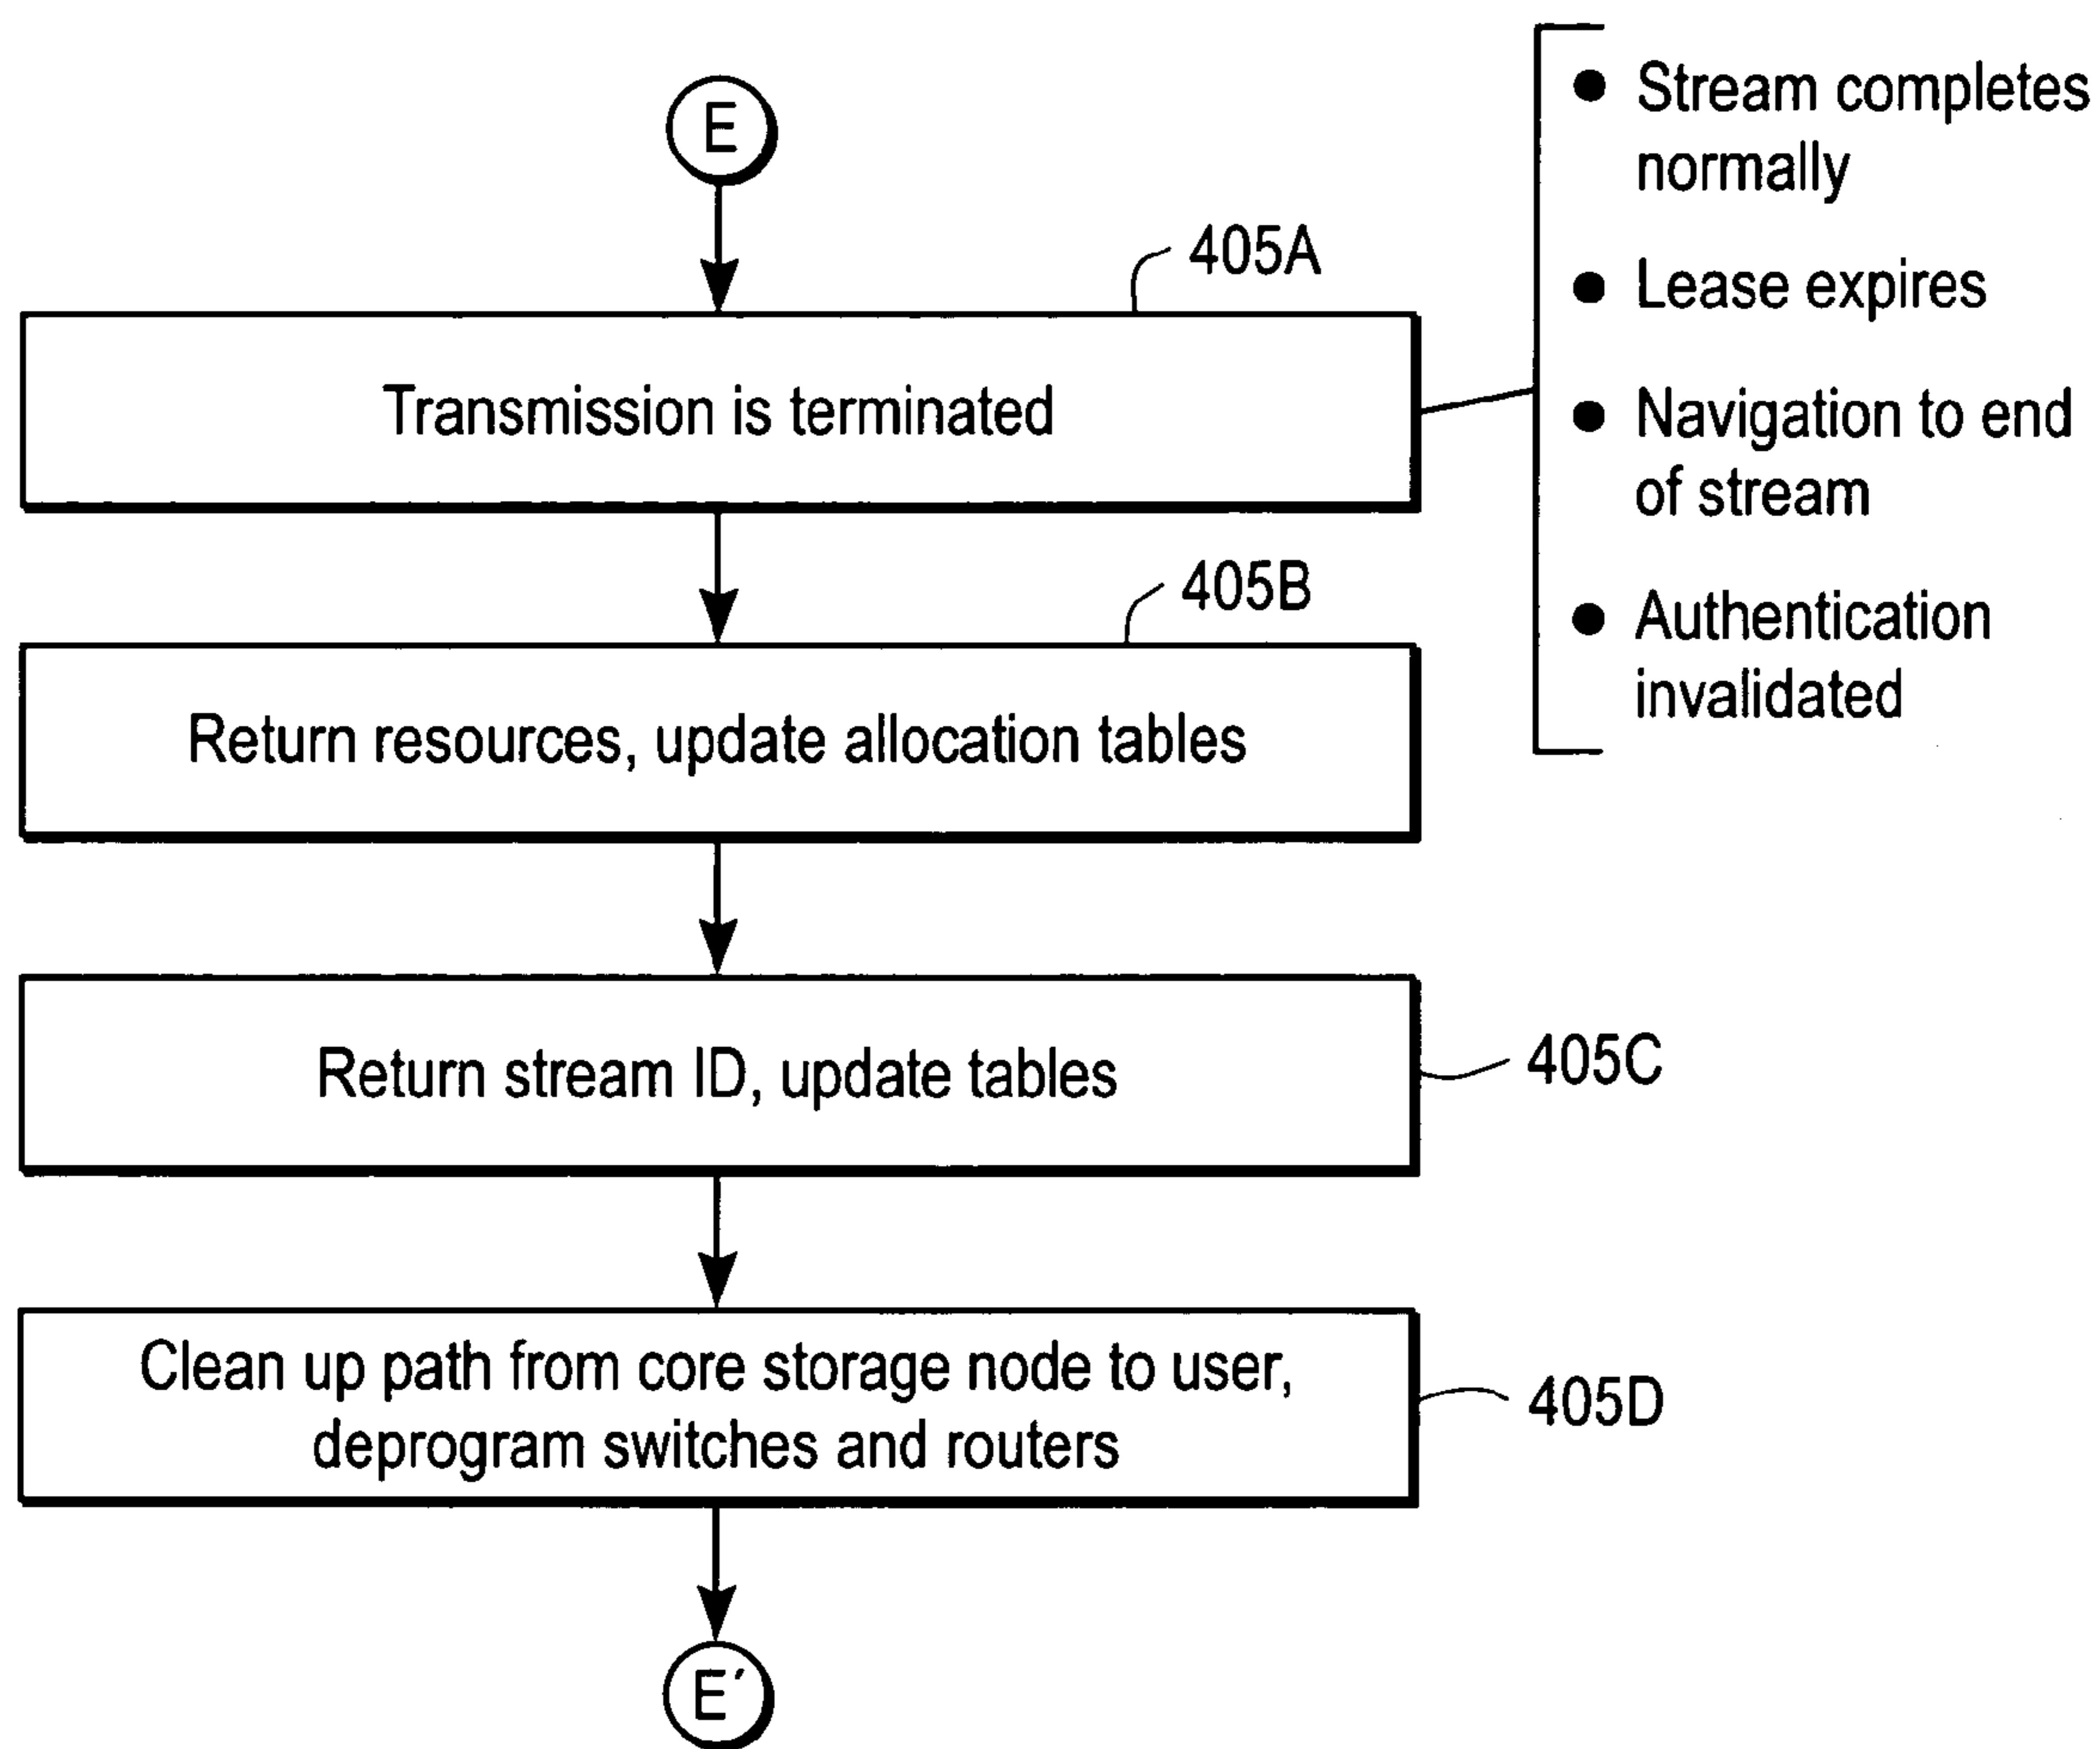 E
405A
Transmission is terminated
● Stream completes
normally
● Lease expires
● Navigation to end
of stream
● Authentication
invalidated
405B
Return resources, update allocation tables
Return stream ID, update tables
405C
Clean up path from core storage node to user,
deprogram switches and routers
405D
E′